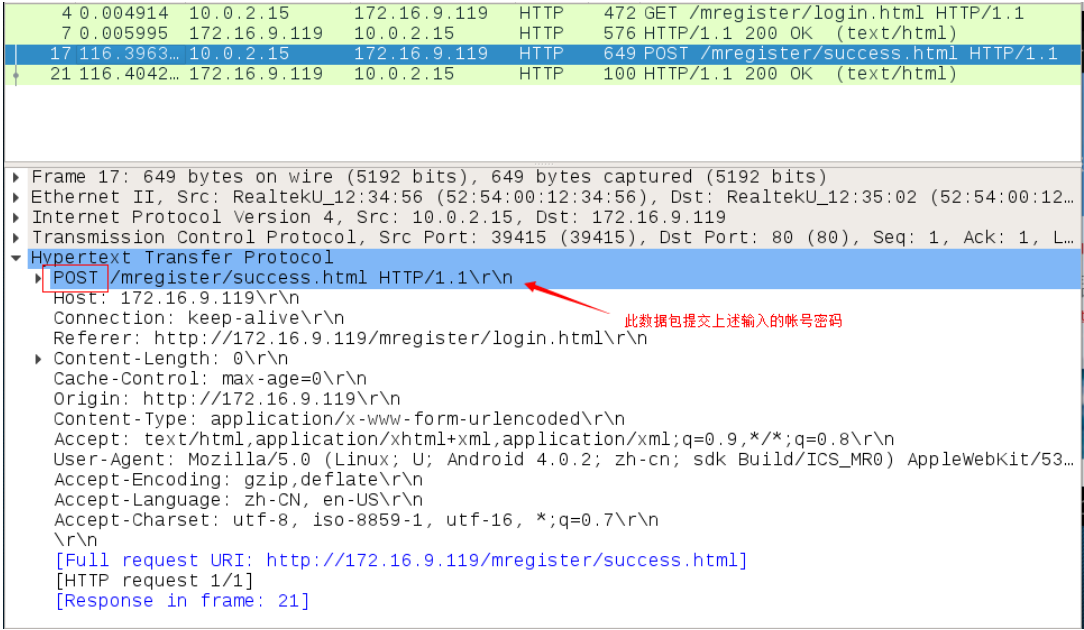 4 0.004914 10.0.2.15 172.16.9.119 HTTP 472 GET /mregister/login.html HTTP/1.1
7 0.005995 172.16.9.119 10.0.2.15 HTTP 576 HTTP/1.1 200 OK (text/html)
17 116.3963… 10.0.2.15 172.16.9.119 HTTP 649 POST /mregister/success.html HTTP/1.1
21 116.4042… 172.16.9.119 10.0.2.15 HTTP 100 HTTP/1.1 200 OK (text/html)
Frame 17: 649 bytes on wire (5192 bits), 649 bytes captured (5192 bits)
Ethernet II, Src: RealtekU_12:34:56 (52:54:00:12:34:56), Dst: RealtekU_12:35:02 (52:54:00:12…
Internet Protocol Version 4, Src: 10.0.2.15, Dst: 172.16.9.119
Transmission Control Protocol, Src Port: 39415 (39415), Dst Port: 80 (80), Seq: 1, Ack: 1, L…
Hypertext Transfer Protocol
POST /mregister/success.html HTTP/1.1\r\n
Host: 172.16.9.119\r\n
Connection: keep-alive\r\n
此数据包提交上述输入的帐号密码
Referer: http://172.16.9.119/mregister/login.html\r\n
Content-Length: 0\r\n
Cache-Control: max-age=0\r\n
Origin: http://172.16.9.119\r\n
Content-Type: application/x-www-form-urlencoded\r\n
Accept: text/html,application/xhtml+xml,application/xml;q=0.9,*/*;q=0.8\r\n
User-Agent: Mozilla/5.0 (Linux; U; Android 4.0.2; zh-cn; sdk Build/ICS_MR0) AppleWebKit/53…
Accept-Encoding: gzip,deflate\r\n
Accept-Language: zh-CN, en-US\r\n
Accept-Charset: utf-8, iso-8859-1, utf-16, *;q=0.7\r\n
\r\n
[Full request URI: http://172.16.9.119/mregister/success.html]
[HTTP request 1/1]
[Response in frame: 21]